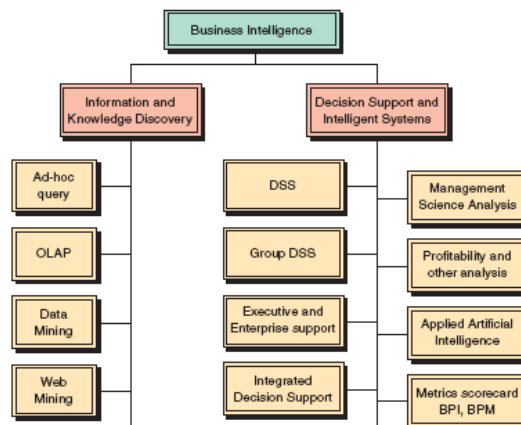 Business Intelligence
Information and
Knowledge Discovery
Decision Support and
Intelligent Systems
Ad-hoc
query
OLAP
Data
Mining
Web
Mining
DSS
Group DSS
Executive and
Enterprise support
Integrated
Decision Support
Management
Science Analysis
Profitability and
other analysis
Applied Artificial
Intelligence
Metrics scorecard
BPI, BPM